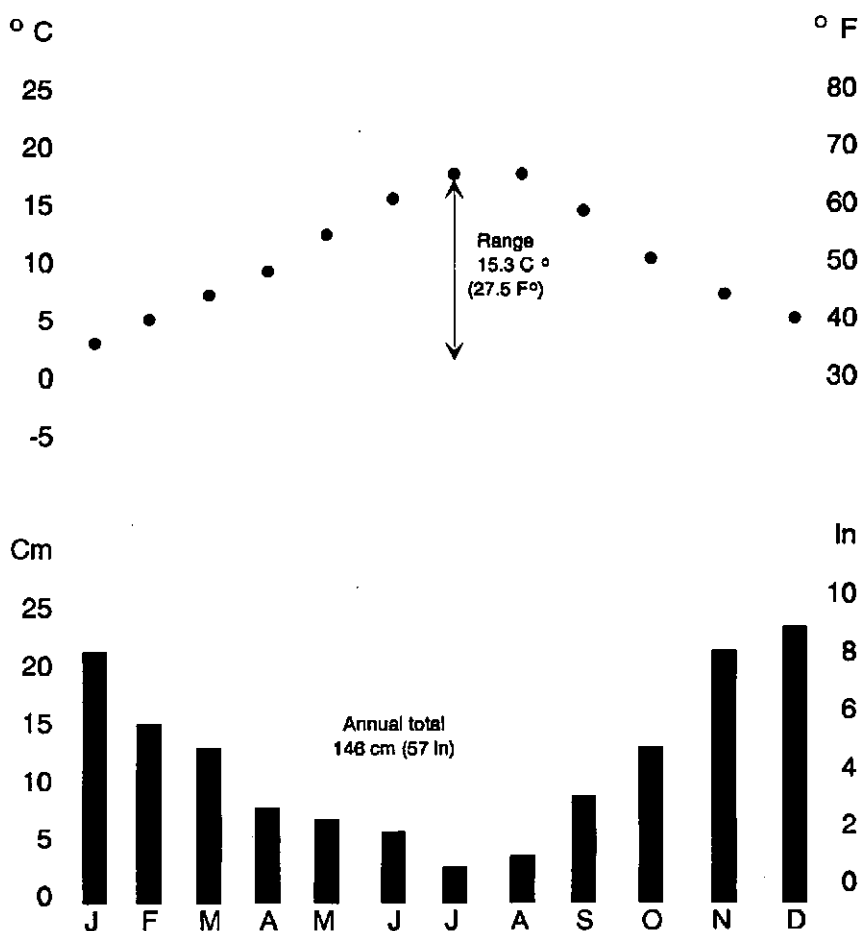 ° C ° F
25 80
20 70
15 60
Range
10 15.3 C ° 50
(27.5 F°)
5 40
0 30
-5
Cm In
25 10
20 8
15 6
Annual total
146 cm (57 In)
10 4
5 2
0 0
J F M A M J J A S O N D